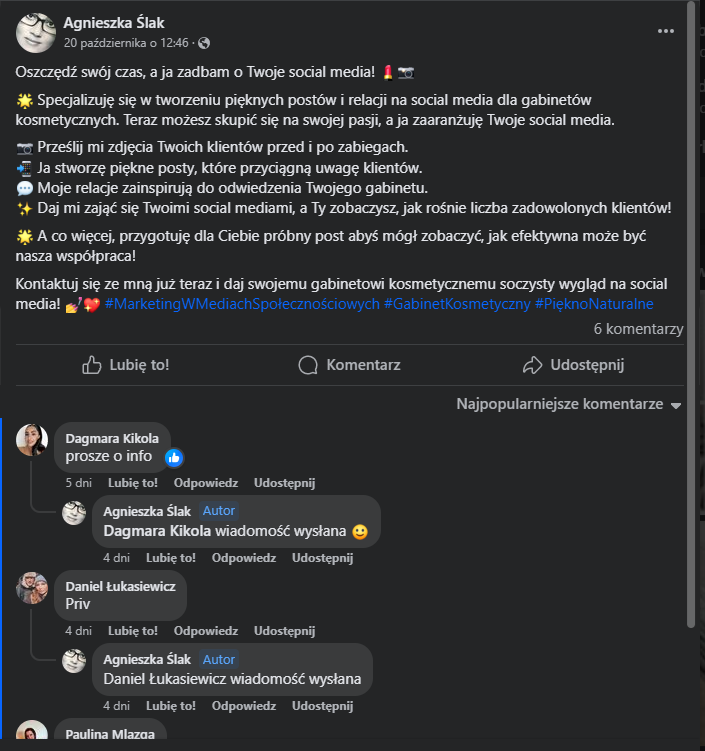 Agnieszka Ślak
20 października o 12:46 ·
Oszczędź swój czas, a ja zadbam o Twoje social media! 💄📷
🌟 Specjalizuję się w tworzeniu pięknych postów i relacji na social media dla gabinetów
kosmetycznych. Teraz możesz skupić się na swojej pasji, a ja zaaranżuję Twoje social media.
📷 Prześlij mi zdjęcia Twoich klientów przed i po zabiegach.
📲 Ja stworzę piękne posty, które przyciągną uwagę klientów.
💬 Moje relacje zainspirują do odwiedzenia Twojego gabinetu.
✨ Daj mi zająć się Twoimi social mediami, a Ty zobaczysz, jak rośnie liczba zadowolonych klientów!
🌟 A co więcej, przygotuję dla Ciebie próbny post abyś mógł zobaczyć, jak efektywna może być
nasza współpraca!
Kontaktuj się ze mną już teraz i daj swojemu gabinetowi kosmetycznemu soczysty wygląd na social
media! 💅💖 #MarketingWMediachSpołecznościowych #GabinetKosmetyczny #PięknoNaturalne
6 komentarzy
Lubię to!
Komentarz
Udostępnij
Najpopularniejsze komentarze
Dagmara Kikola
prosze o info
5 dni Lubię to! Odpowiedz Udostępnij
Agnieszka Ślak Autor
Dagmara Kikola wiadomość wysłana 🙂
4 dni Lubię to! Odpowiedz Udostępnij
Daniel Łukasiewicz
Priv
4 dni Lubię to! Odpowiedz Udostępnij
Agnieszka Ślak Autor
Daniel Łukasiewicz wiadomość wysłana
4 dni Lubię to! Odpowiedz Udostępnij
Paulina Mlazga